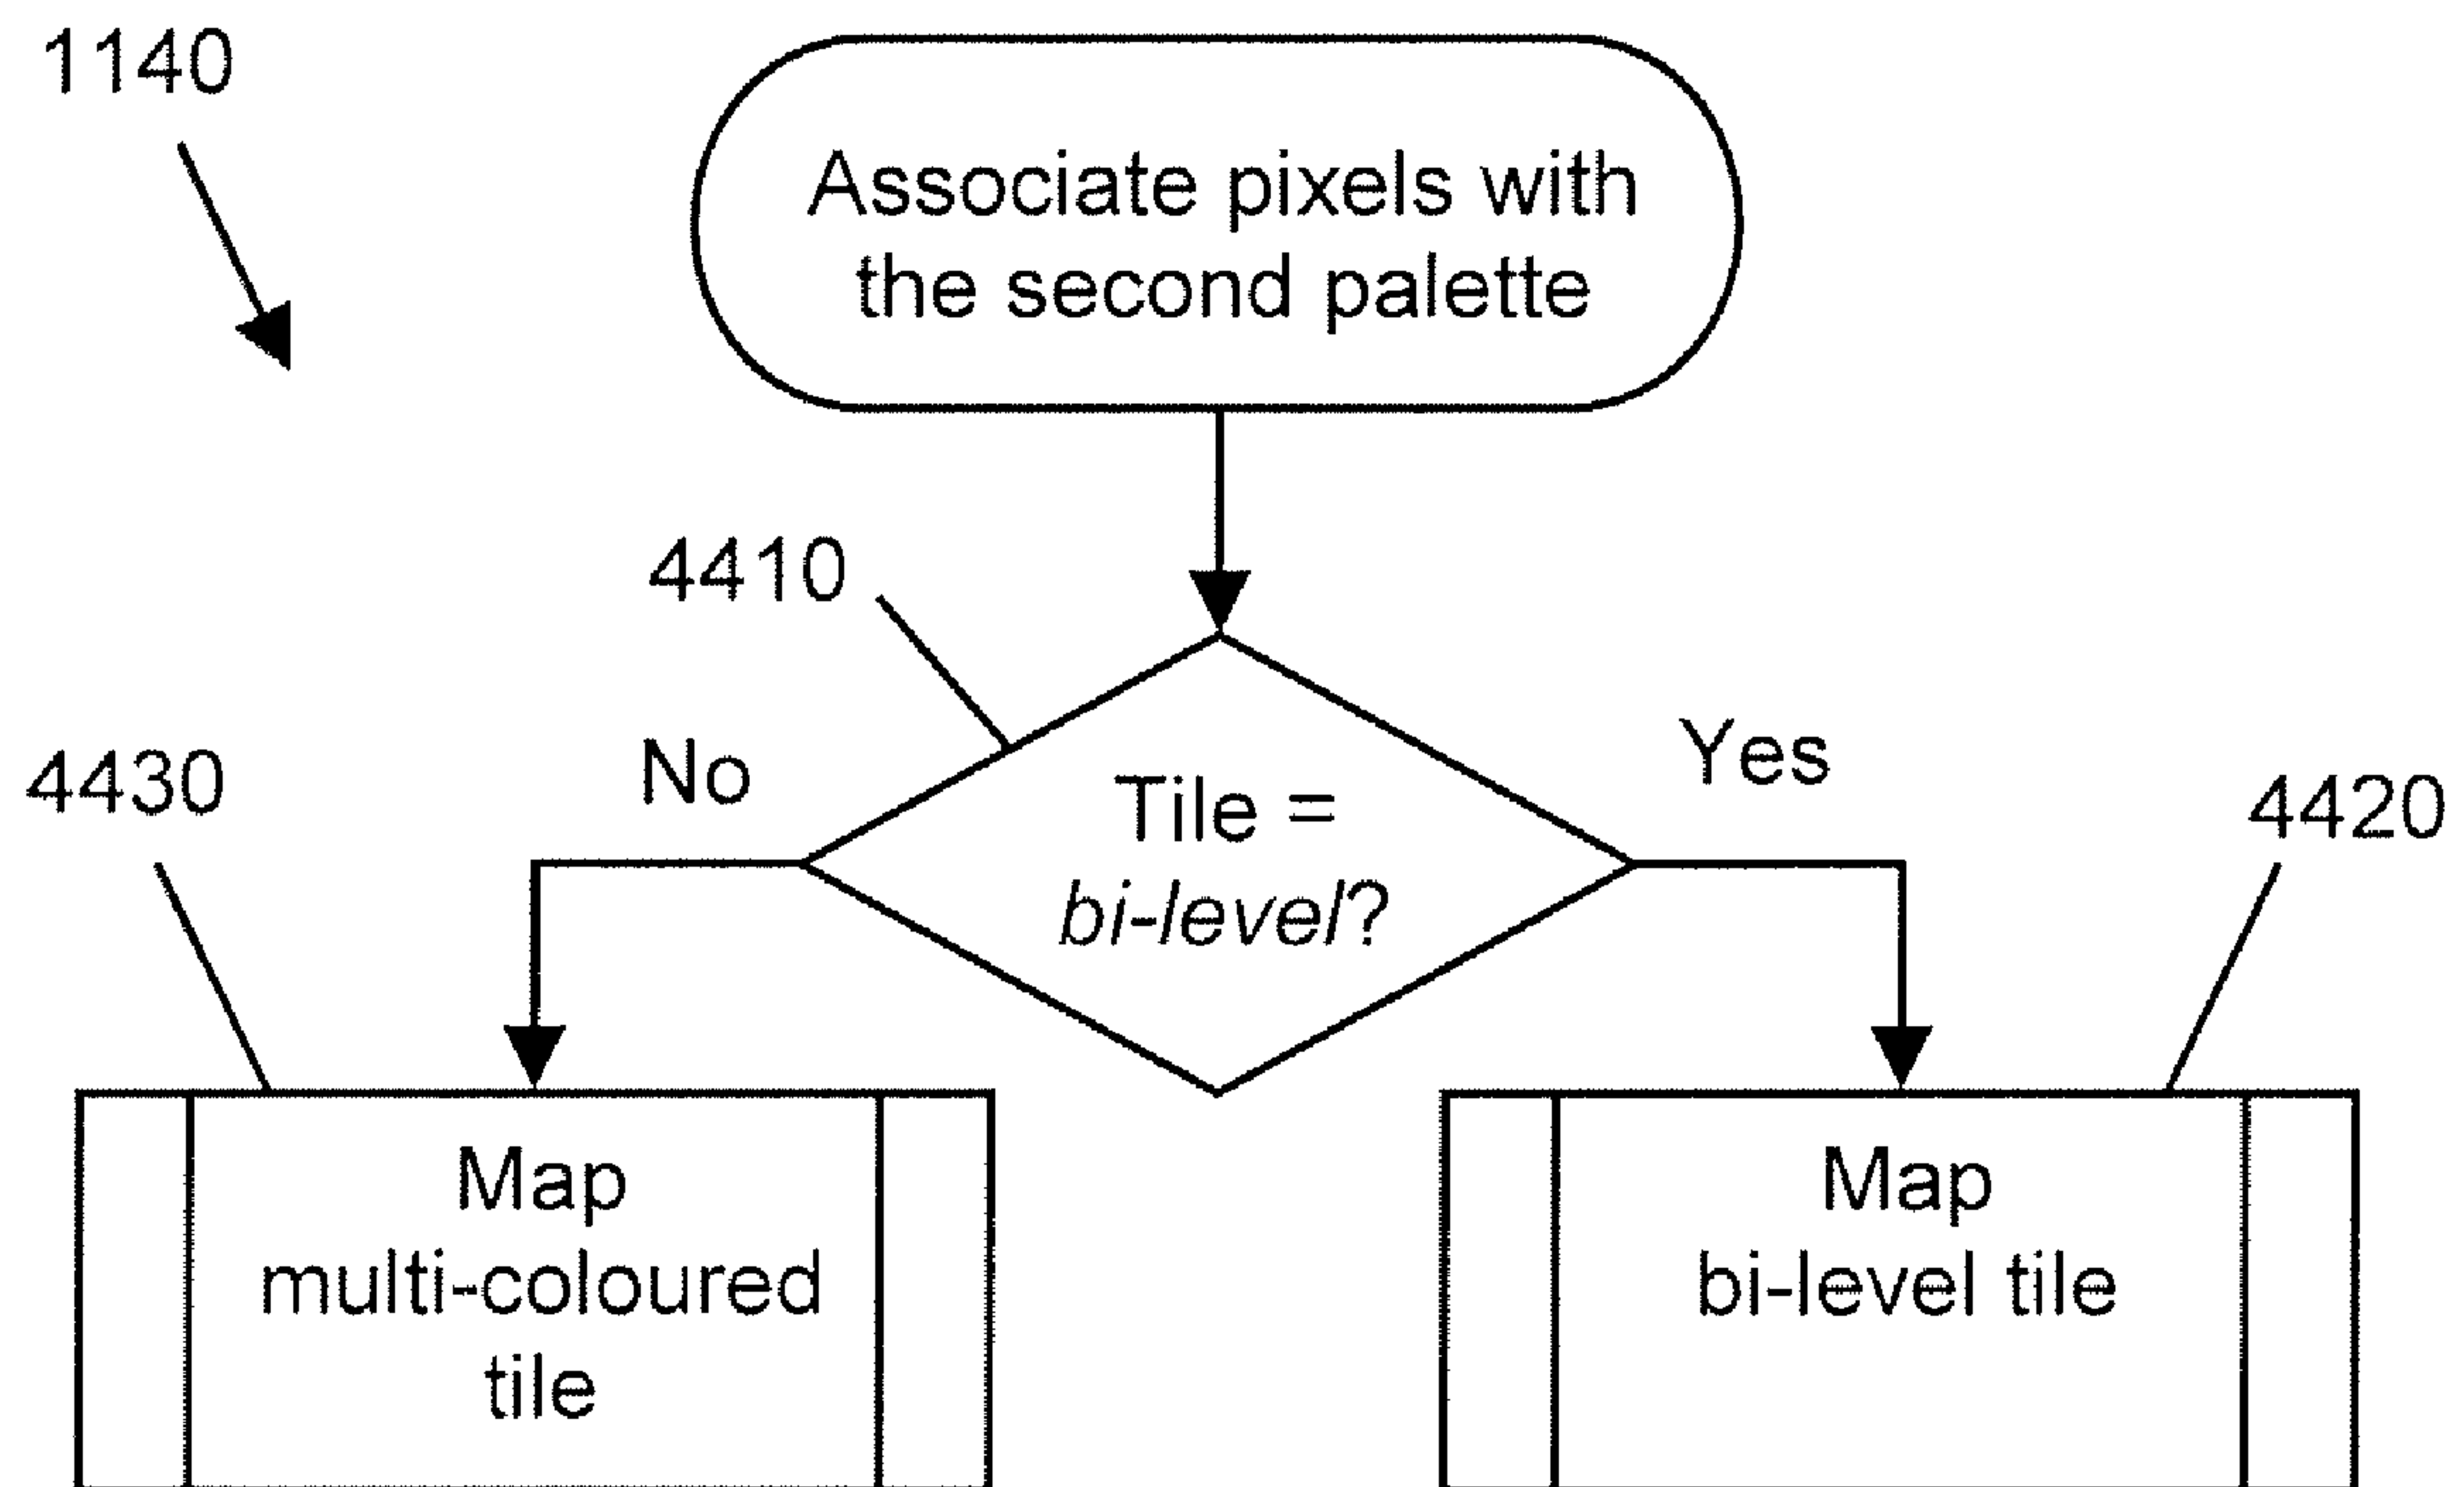 1140
Associate pixels with
the second palette
4410
No
Yes
4430
4420
Tile =
bi-level?
Map
multi-coloured
tile
Map
bi-level tile